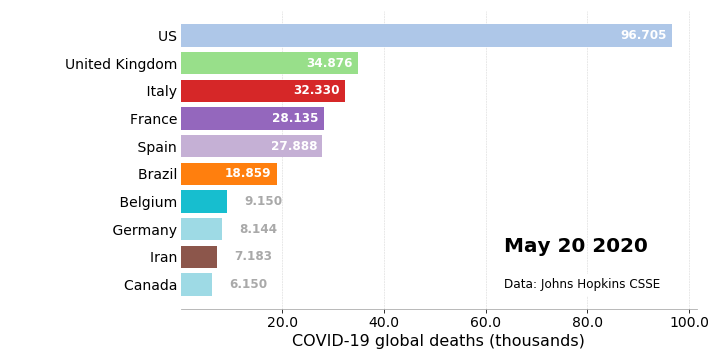 US 96.705
United Kingdom 34.876
Italy 32.330
France 28.135
Spain 27.888
Brazil 18.859
Belgium 9.150
Germany 8.144
Iran 7.183
Canada 6.150
May 20 2020
Data: Johns Hopkins CSSE
20.0 40.0 60.0 80.0 100.0
COVID-19 global deaths (thousands)